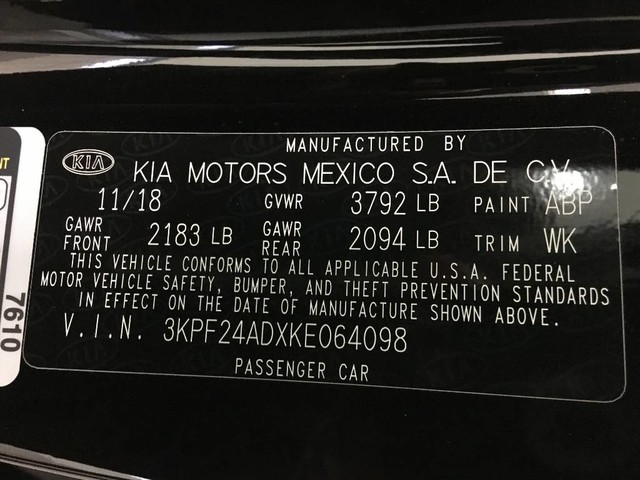 MANUFACTURED BY
KIA KIA MOTORS MEXICO S.A. DE C.V.
11/18 GVWR 3792 LB PAINT ABP
GAWR FRONT 2183 LB GAWR REAR 2094 LB TRIM WK
THIS VEHICLE CONFORMS TO ALL APPLICABLE U.S.A. FEDERAL
MOTOR VEHICLE SAFETY, BUMPER, AND THEFT PREVENTION STANDARDS
IN EFFECT ON THE DATE OF MANUFACTURE SHOWN ABOVE.
V.I.N. 3KPF24ADXKE064098
PASSENGER CAR
7610